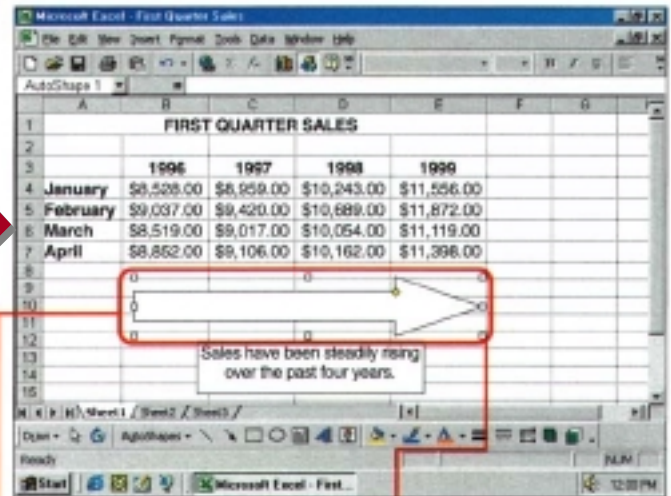 Microsoft Excel - First Quarter Sales
File Edit View Insert Format Tools Data Window Help
AutoShape 1
A B C D E F G
1 FIRST QUARTER SALES
2
3 1996 1997 1998 1999
4 January $8,528.00 $8,959.00 $10,243.00 $11,556.00
5 February $9,037.00 $9,420.00 $10,689.00 $11,872.00
6 March $8,519.00 $9,017.00 $10,054.00 $11,119.00
7 April $8,852.00 $9,106.00 $10,162.00 $11,398.00
8
9
10
11
12
13 Sales have been steadily rising
14 over the past four years.
15
Sheet1 / Sheet2 / Sheet3 /
Draw AutoShapes
Ready NUM
Start Microsoft Excel - First... 12:00 PM